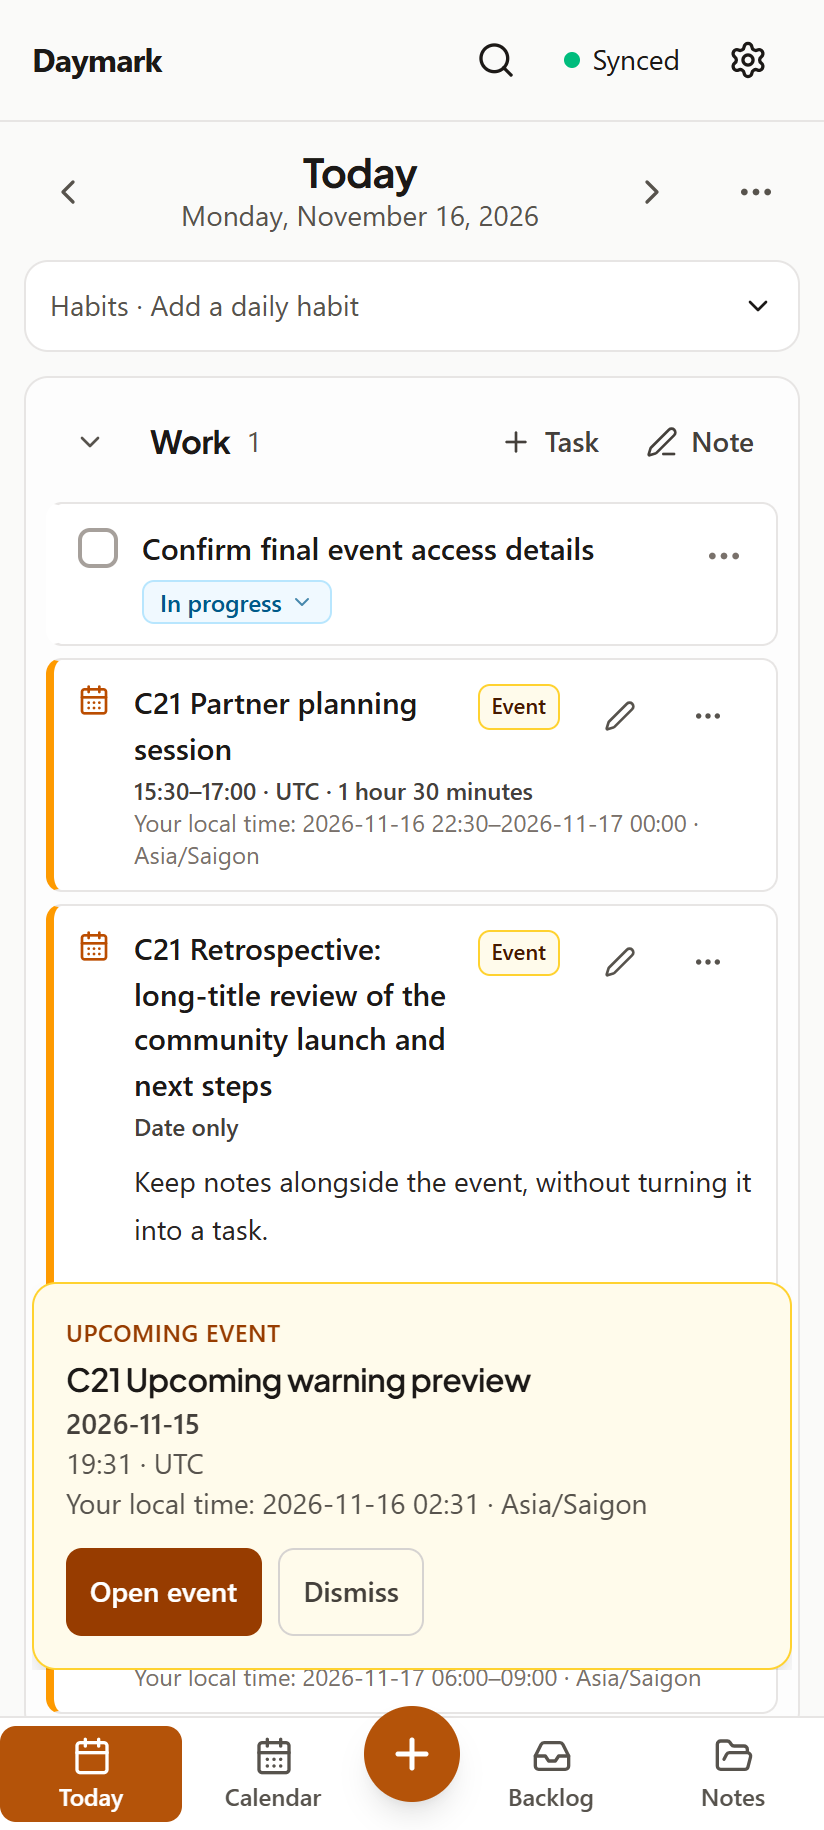 Daymark
Synced
Today
Monday, November 16, 2026
Habits · Add a daily habit
Work 1
Task
Note
Confirm final event access details
In progress
C21 Partner planning
session
Event
15:30–17:00 · UTC · 1 hour 30 minutes
Your local time: 2026-11-16 22:30–2026-11-17 00:00 ·
Asia/Saigon
C21 Retrospective:
long-title review of the
community launch and
next steps
Event
Date only
Keep notes alongside the event, without turning it
into a task.
UPCOMING EVENT
C21 Upcoming warning preview
2026-11-15
19:31 · UTC
Your local time: 2026-11-16 02:31 · Asia/Saigon
Open event
Dismiss
Your local time: 2026-11-17 06:00–09:00 · Asia/Saigon
Today
Calendar
Backlog
Notes